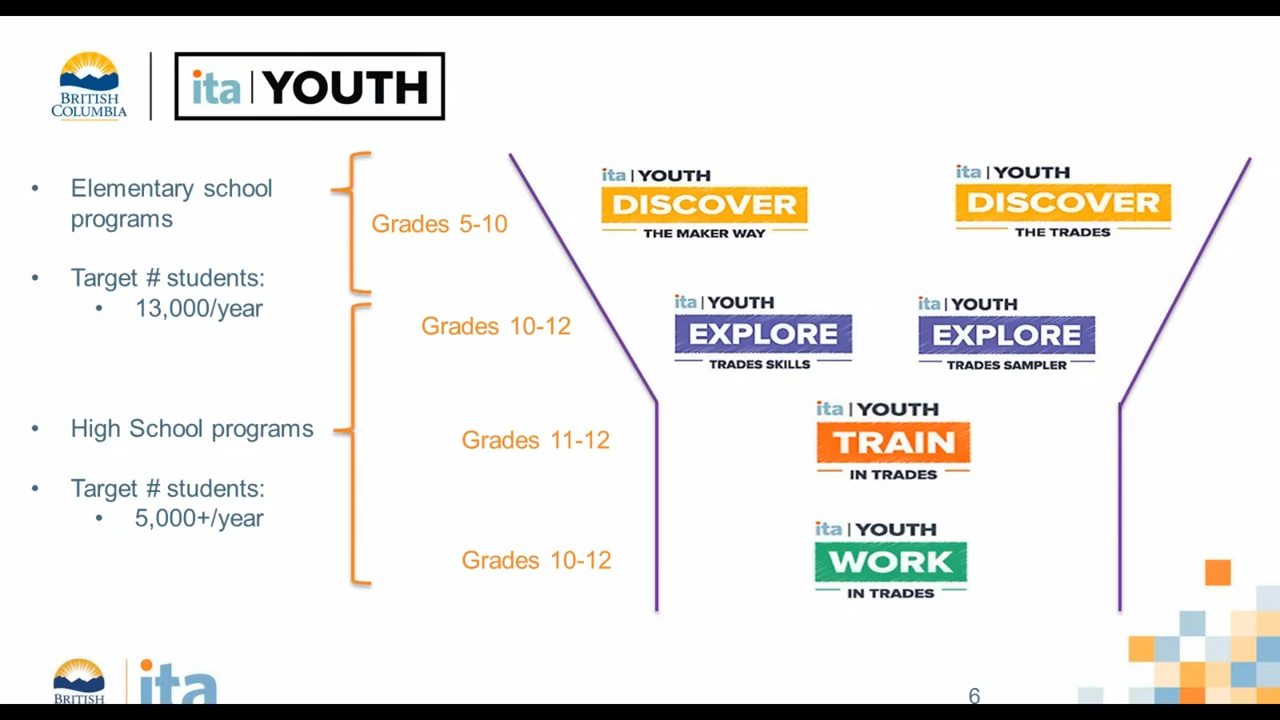 BRITISH
COLUMBIA
ita | YOUTH
• Elementary school
programs
• Target # students:
• 13,000/year
• High School programs
• Target # students:
• 5,000+/year
Grades 5-10
Grades 10-12
Grades 11-12
Grades 10-12
ita | YOUTH
DISCOVER
THE MAKER WAY
ita | YOUTH
DISCOVER
THE TRADES
ita | YOUTH
EXPLORE
TRADES SKILLS
ita | YOUTH
EXPLORE
TRADES SAMPLER
ita | YOUTH
TRAIN
IN TRADES
ita | YOUTH
WORK
IN TRADES
BRITISH
ita
6